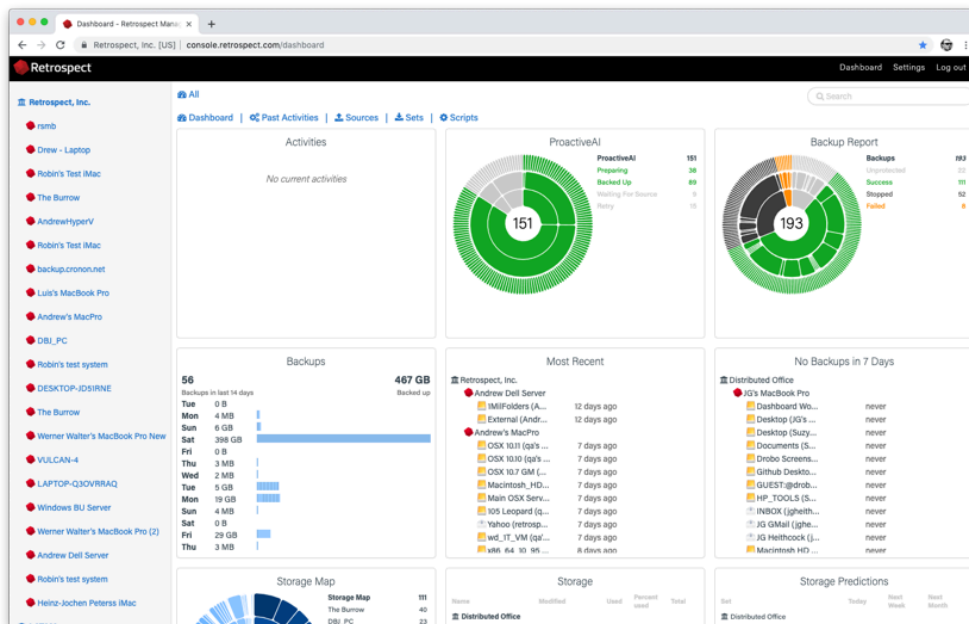 Dashboard - Retrospect Mana
Retrospect, Inc. [US] | console.retrospect.com/dashboard
Retrospect
Dashboard Settings Log out
Retrospect, Inc.
rsmb
Drew - Laptop
Robin's Test iMac
The Burrow
AndrewHyperV
Robin's Test iMac
backup.cronon.net
Luis's MacBook Pro
Andrew's MacPro
DBJ_PC
Robin's test system
DESKTOP-JD51RNE
The Burrow
Werner Walter's MacBook Pro New
VULCAN-4
LAPTOP-Q3OVRRAQ
Windows BU Server
Werner Walter's MacBook Pro (2)
Andrew Dell Server
Robin's test system
Heinz-Jochen Peterss iMac
All
Search
Dashboard | Past Activities | Sources | Sets | Scripts
Activities
No current activities
ProactiveAI
151
ProactiveAI 151
Preparing 38
Backed Up 89
Waiting For Source 9
Retry 15
Backup Report
193
Backups 193
Unprotected 22
Success 111
Stopped 52
Failed 8
Backups
56 467 GB
Backups in last 14 days Backed up
Tue 0 B
Mon 4 MB
Sun 6 GB
Sat 398 GB
Fri 0 B
Thu 3 MB
Wed 2 MB
Tue 5 GB
Mon 19 GB
Sun 4 MB
Sat 0 B
Fri 29 GB
Thu 3 MB
Most Recent
Retrospect, Inc.
Andrew Dell Server
1MilFolders (A... 12 days ago
External (Andr... 12 days ago
Andrew's MacPro
OSX 10.11 (qa's ... 7 days ago
OSX 10.10 (qa's ... 7 days ago
OSX 10.7 GM (... 7 days ago
Macintosh_HD... 7 days ago
Main OSX Serv... 7 days ago
105 Leopard (q... 7 days ago
Yahoo (retrosp... 7 days ago
wd_1T_VM (qa'... 7 days ago
x86_64_10_95... 8 days ago
No Backups in 7 Days
Distributed Office
JG's MacBook Pro
Dashboard Wo... never
Desktop (JG's ... never
Desktop (Suzy... never
Documents (S... never
Drobo Screens... never
Github Deskto... never
GUEST:@drob... never
HP_TOOLS (S... never
INBOX (jgheith... never
JG GMail (jghe... never
JG Heithcock (j... never
Macintosh HD... never
Storage Map
Storage Map 111
The Burrow 40
DBJ_PC 23
Storage
Name Modified Used Percent used Total
Distributed Office
Storage Predictions
Set Today Next Week Next Month
Distributed Office